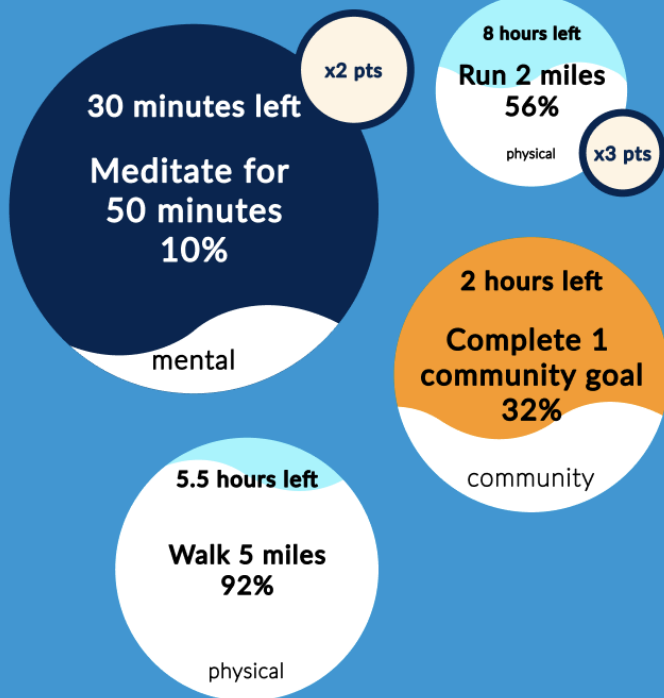 x2 pts
30 minutes left
Meditate for
50 minutes
10%
mental
8 hours left
Run 2 miles
56%
physical
x3 pts
2 hours left
Complete 1
community goal
32%
community
5.5 hours left
Walk 5 miles
92%
physical